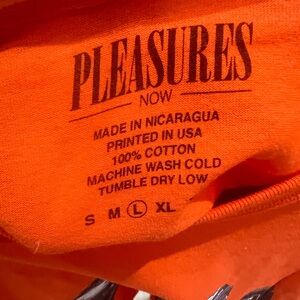 PLEASURES
NOW
MADE IN NICARAGUA
PRINTED IN USA
100% COTTON
MACHINE WASH COLD
TUMBLE DRY LOW
S M L XL